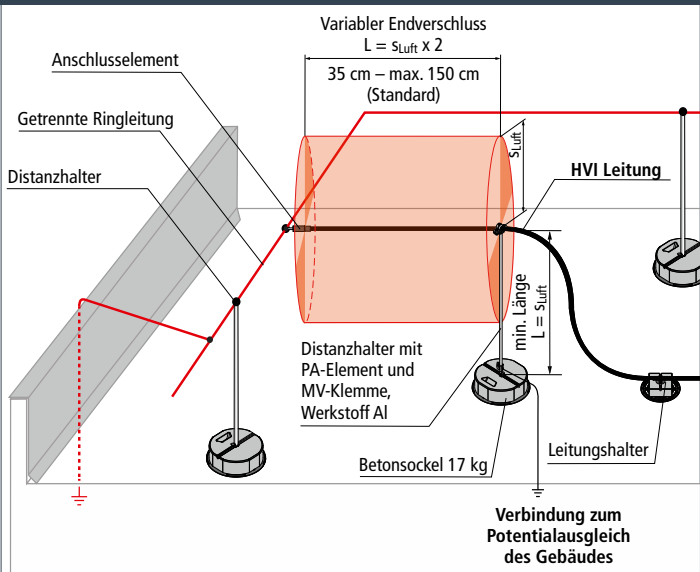 Variabler Endverschluss
L = sLuft x 2
35 cm – max. 150 cm
(Standard)
Anschlusselement
Getrennte Ringleitung
Distanzhalter
sLuft
HVI Leitung
min. Länge
L = sLuft
Distanzhalter mit
PA-Element und
MV-Klemme,
Werkstoff Al
Betonsockel 17 kg
Leitungshalter
Verbindung zum
Potentialausgleich
des Gebäudes